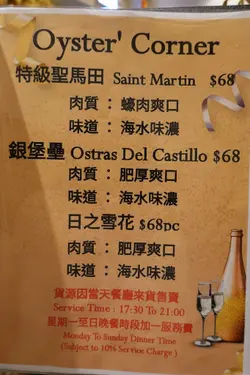 Oyster' Corner
特級聖馬田 Saint Martin $68
肉質 : 蠔肉爽口
味道 : 海水味濃
銀堡壘 Ostras Del Castillo $68
肉質 : 肥厚爽口
味道 : 海水味濃
日之雪花 $68pc
肉質 : 肥厚爽口
味道 : 海水味濃
貨源因當天餐廳來貨售賣
Service Time : 17:30 To 21:00
星期一至日晚餐時段加一服務費
Monday To Sunday Dinner Time
(Subject to 10% Service Charge )